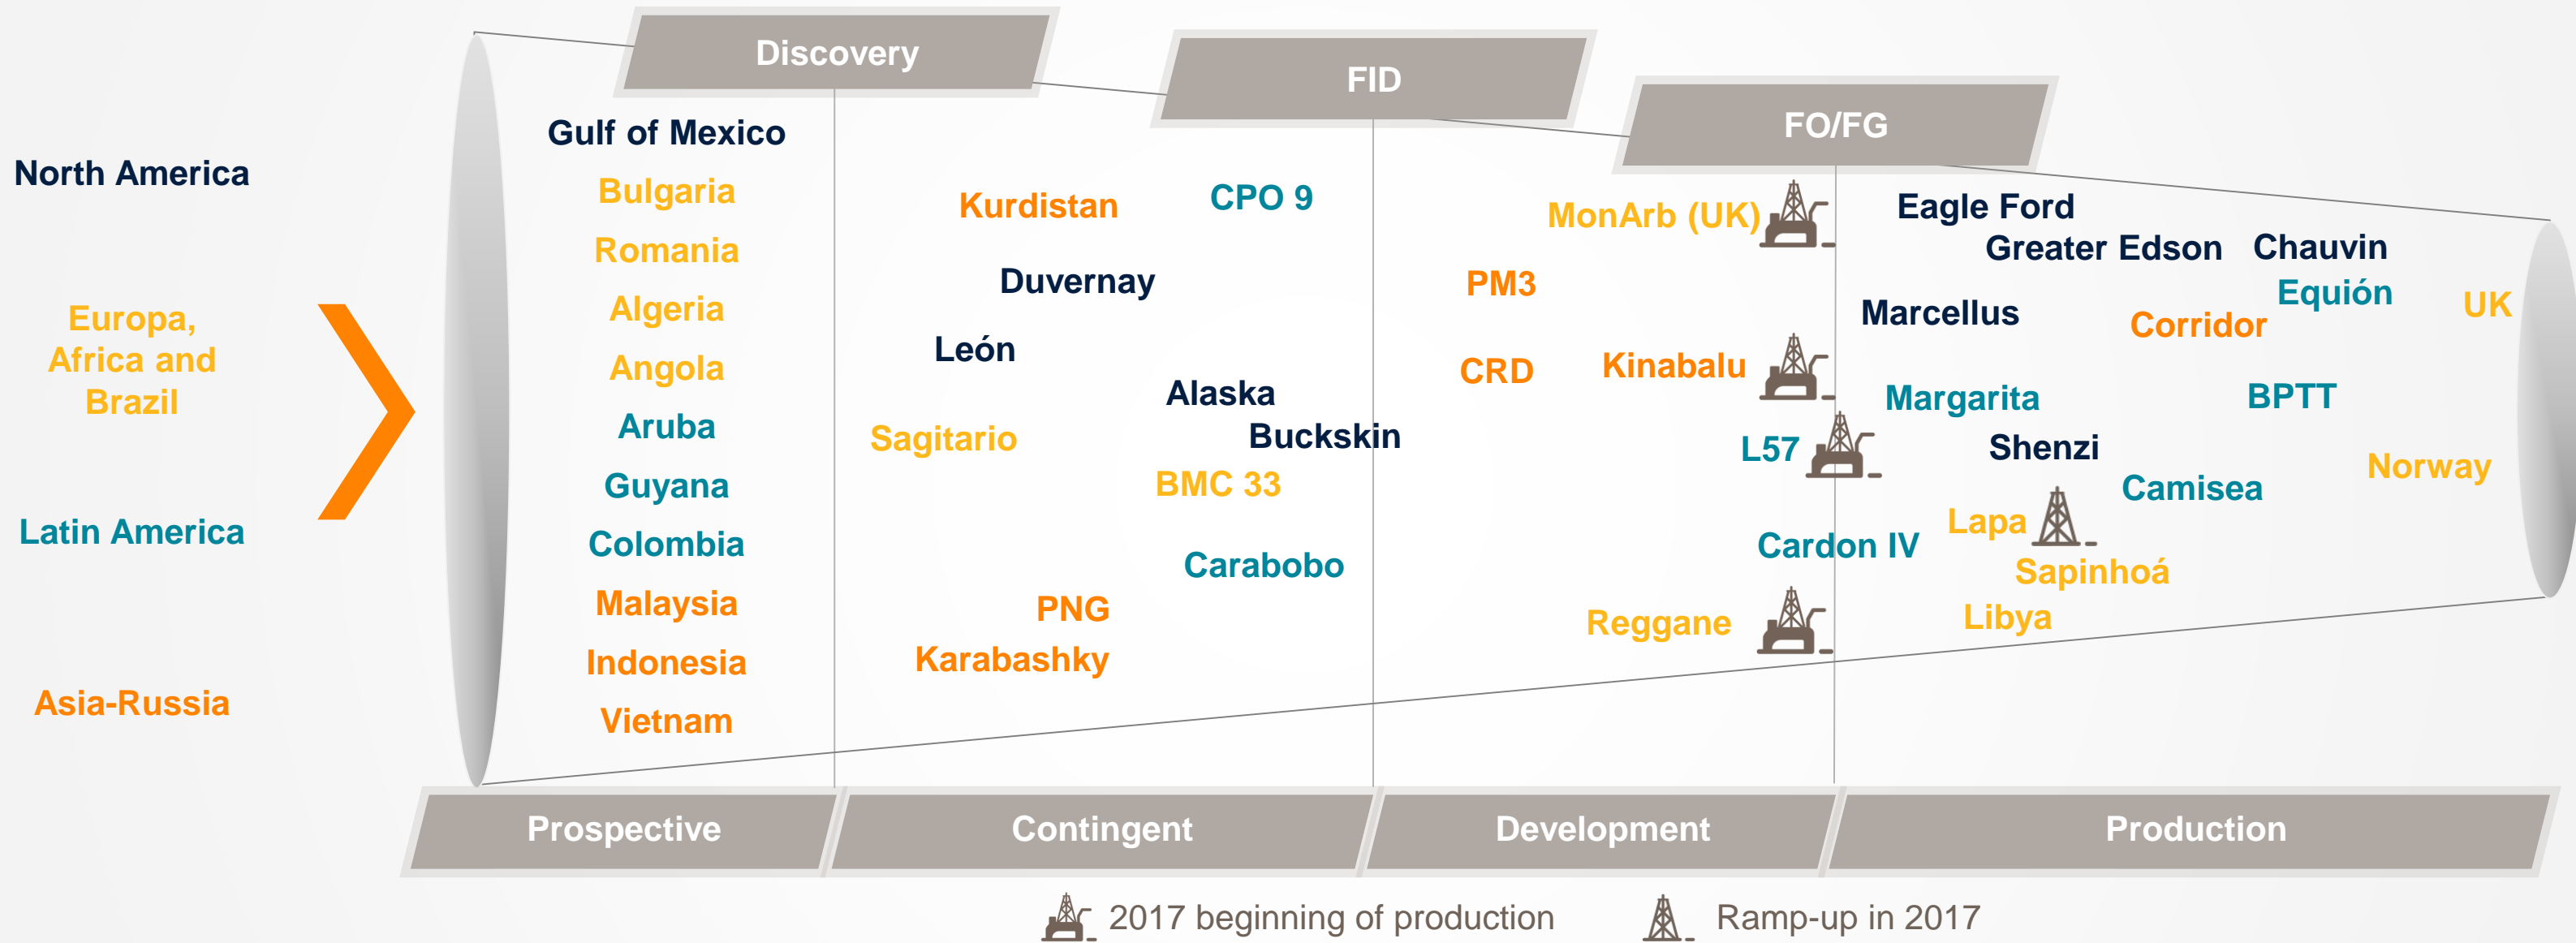 Discovery
FID
FO/FG
North America
Europa,
Africa and
Brazil
Latin America
Asia-Russia
Gulf of Mexico
Bulgaria
Romania
Algeria
Angola
Aruba
Guyana
Colombia
Malaysia
Indonesia
Vietnam
Kurdistan
CPO 9
Duvernay
León
Alaska
Sagitario
Buckskin
BMC 33
Carabobo
PNG
Karabashky
MonArb (UK)
PM3
CRD
Kinabalu
L57
Cardon IV
Reggane
Eagle Ford
Greater Edson
Chauvin
Equión
UK
Marcellus
Corridor
Margarita
BPTT
Shenzi
Norway
Camisea
Lapa
Sapinhoá
Libya
Prospective
Contingent
Development
Production
2017 beginning of production
Ramp-up in 2017